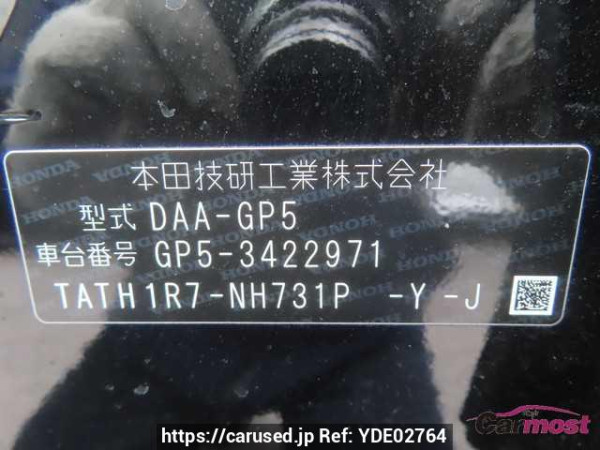 本田技研工業株式会社
型式 DAA-GP5
車台番号 GP5-3422971
TATH1R7-NH731P -Y -J
Carmost
https://carused.jp Ref: YDE02764